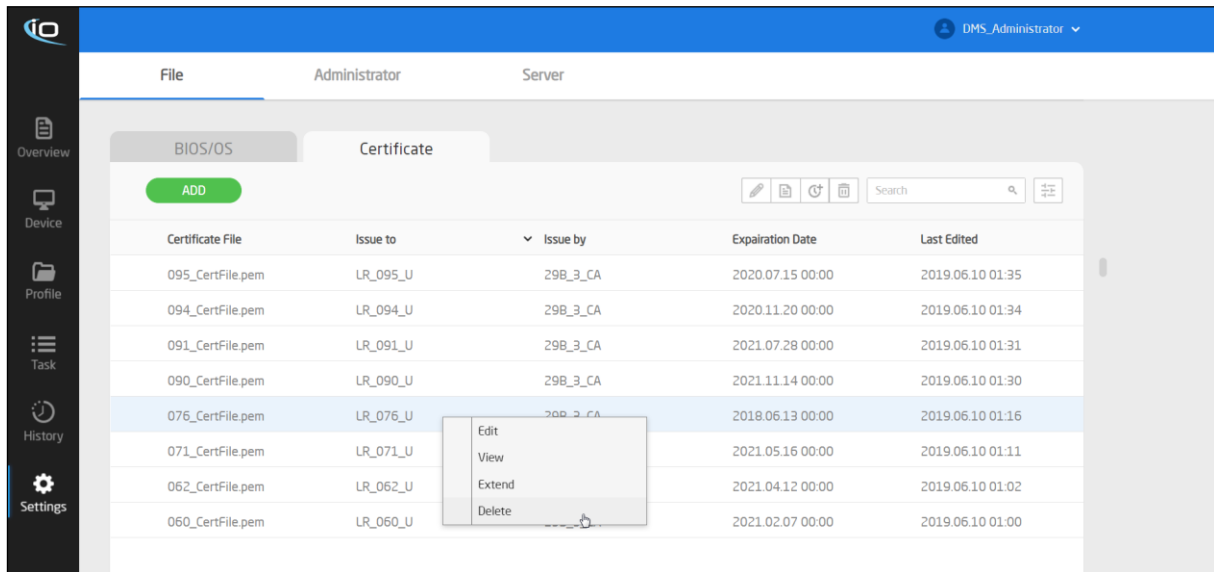 iO
DMS_Administrator
File Administrator Server
Overview
Device
Profile
Task
History
Settings
BIOS/OS Certificate
ADD Search
Certificate File Issue to Issue by Expairation Date Last Edited
095_CertFile.pem LR_095_U 29B_3_CA 2020.07.15 00:00 2019.06.10 01:35
094_CertFile.pem LR_094_U 29B_3_CA 2020.11.20 00:00 2019.06.10 01:34
091_CertFile.pem LR_091_U 29B_3_CA 2021.07.28 00:00 2019.06.10 01:31
090_CertFile.pem LR_090_U 29B_3_CA 2021.11.14 00:00 2019.06.10 01:30
076_CertFile.pem LR_076_U 29B_3_CA 2018.06.13 00:00 2019.06.10 01:16
071_CertFile.pem LR_071_U 2021.05.16 00:00 2019.06.10 01:11
062_CertFile.pem LR_062_U 2021.04.12 00:00 2019.06.10 01:02
060_CertFile.pem LR_060_U 2021.02.07 00:00 2019.06.10 01:00
Edit
View
Extend
Delete